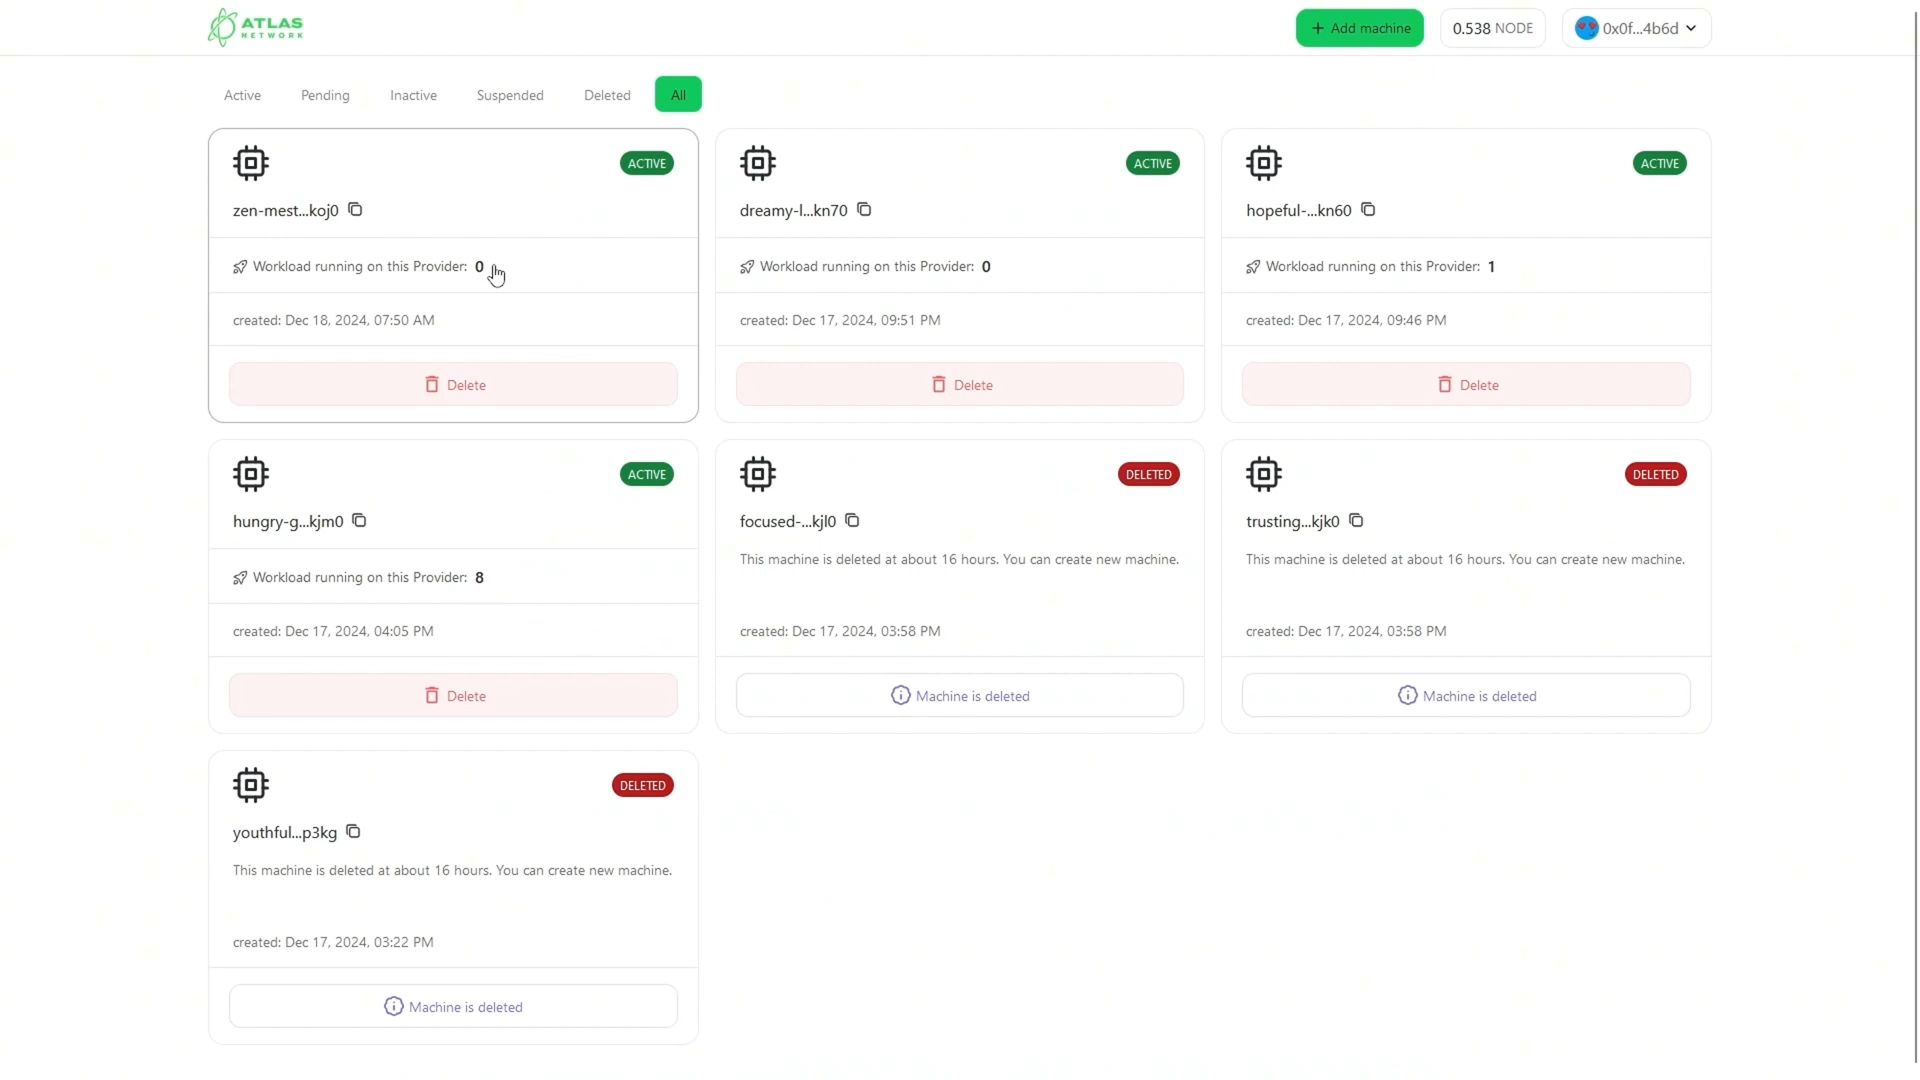 ATLAS
NETWORK
+ Add machine
0.538 NODE
0x0f...4b6d
Active
Pending
Inactive
Suspended
Deleted
All
ACTIVE
zen-mest...koj0
Workload running on this Provider: 0
created: Dec 18, 2024, 07:50 AM
Delete
ACTIVE
dreamy-l...kn70
Workload running on this Provider: 0
created: Dec 17, 2024, 09:51 PM
Delete
ACTIVE
hopeful-...kn60
Workload running on this Provider: 1
created: Dec 17, 2024, 09:46 PM
Delete
ACTIVE
hungry-g...kjm0
Workload running on this Provider: 8
created: Dec 17, 2024, 04:05 PM
Delete
DELETED
focused-...kjl0
This machine is deleted at about 16 hours. You can create new machine.
created: Dec 17, 2024, 03:58 PM
Machine is deleted
DELETED
trusting...kjk0
This machine is deleted at about 16 hours. You can create new machine.
created: Dec 17, 2024, 03:58 PM
Machine is deleted
DELETED
youthful...p3kg
This machine is deleted at about 16 hours. You can create new machine.
created: Dec 17, 2024, 03:22 PM
Machine is deleted